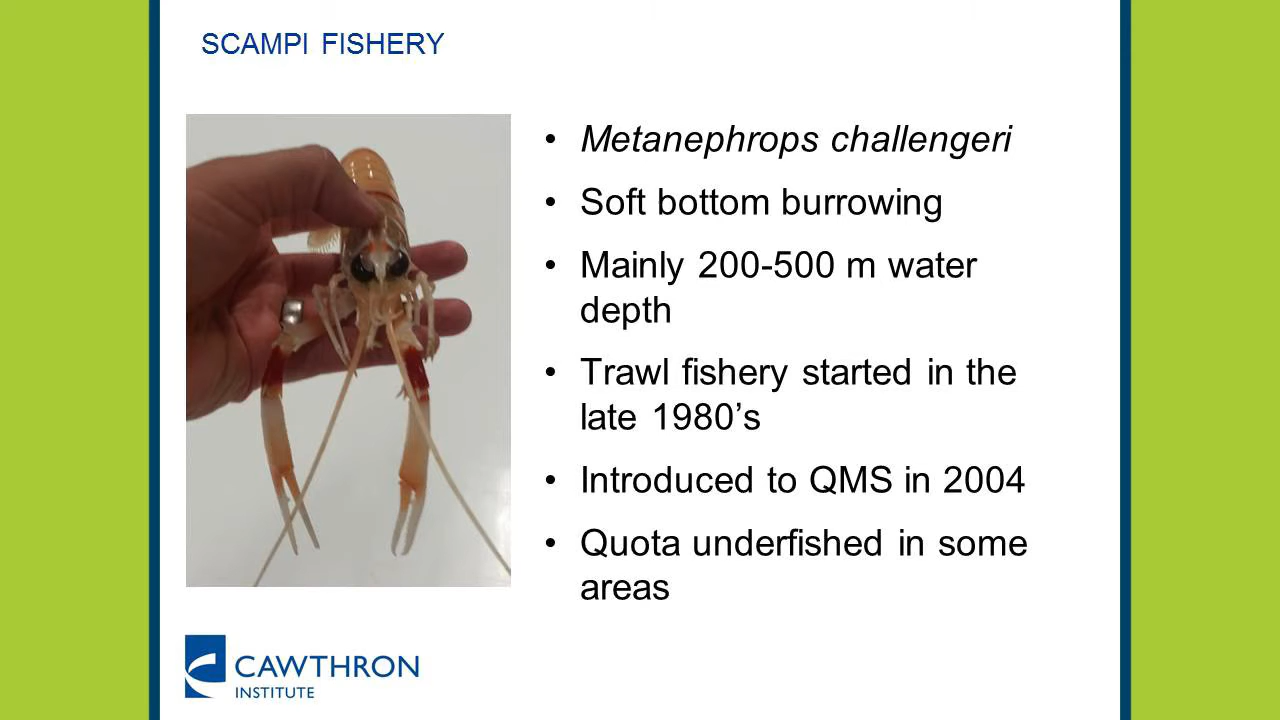 SCAMPI FISHERY
• Metanephrops challengeri
• Soft bottom burrowing
• Mainly 200-500 m water
depth
• Trawl fishery started in the
late 1980’s
• Introduced to QMS in 2004
• Quota underfished in some
areas
CAWTHRON
INSTITUTE